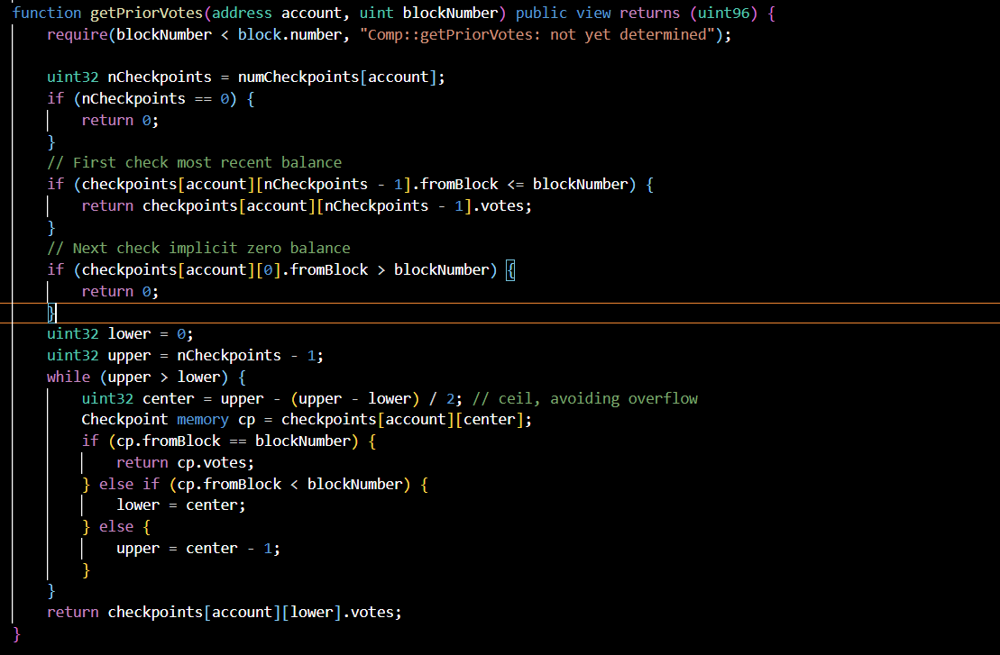 function getPriorVotes(address account, uint blockNumber) public view returns (uint96) {
    require(blockNumber < block.number, "Comp::getPriorVotes: not yet determined");

    uint32 nCheckpoints = numCheckpoints[account];
    if (nCheckpoints == 0) {
        return 0;
    }
    // First check most recent balance
    if (checkpoints[account][nCheckpoints - 1].fromBlock <= blockNumber) {
        return checkpoints[account][nCheckpoints - 1].votes;
    }
    // Next check implicit zero balance
    if (checkpoints[account][0].fromBlock > blockNumber) {
        return 0;
    }
    uint32 lower = 0;
    uint32 upper = nCheckpoints - 1;
    while (upper > lower) {
        uint32 center = upper - (upper - lower) / 2; // ceil, avoiding overflow
        Checkpoint memory cp = checkpoints[account][center];
        if (cp.fromBlock == blockNumber) {
            return cp.votes;
        } else if (cp.fromBlock < blockNumber) {
            lower = center;
        } else {
            upper = center - 1;
        }
    }
    return checkpoints[account][lower].votes;
}